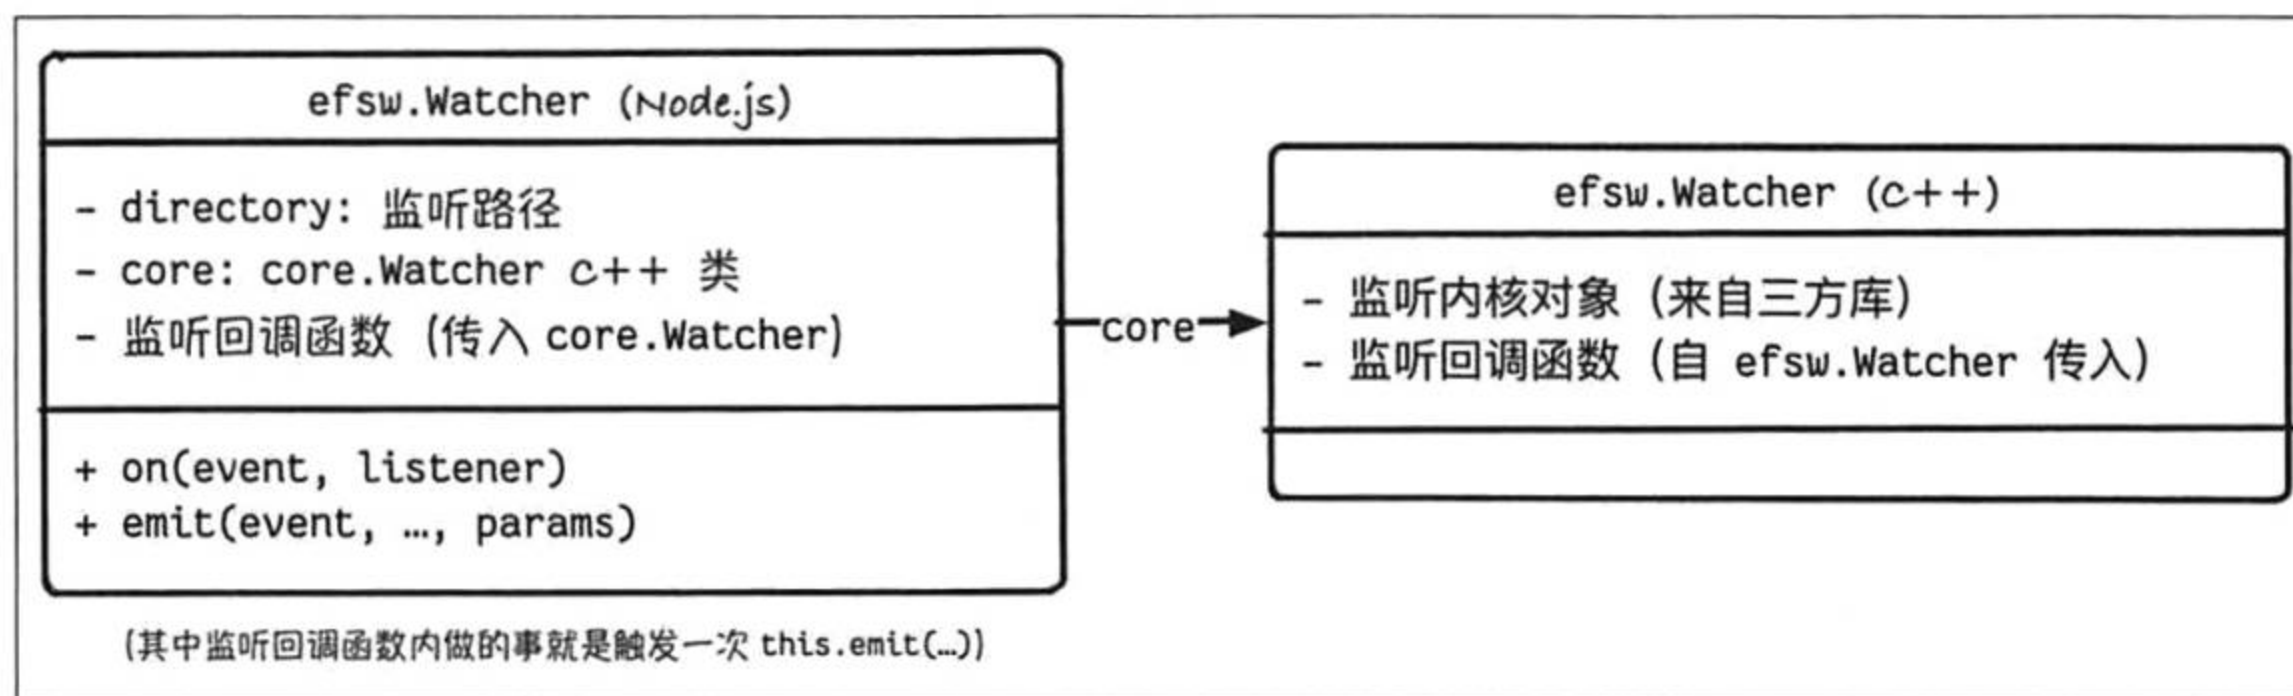 efsw.Watcher (Node.js)
- directory: 监听路径
- core: core.Watcher C++ 类
- 监听回调函数 (传入 core.Watcher)
+ on(event, listener)
+ emit(event, …, params)
(其中监听回调函数内做的事就是触发一次 this.emit(…))
core
efsw.Watcher (C++)
- 监听内核对象 (来自三方库)
- 监听回调函数 (自 efsw.Watcher 传入)